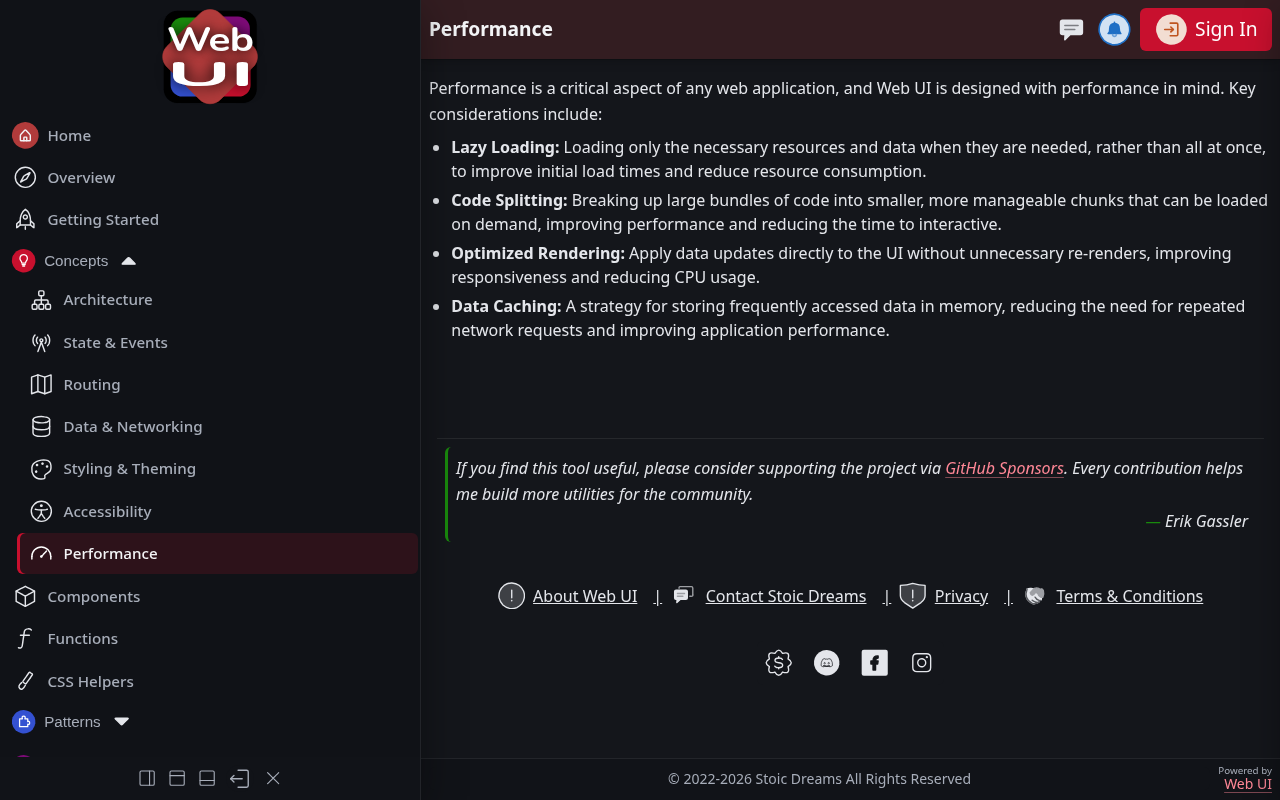 Web
UI
Home
Overview
Getting Started
Concepts
Architecture
State & Events
Routing
Data & Networking
Styling & Theming
Accessibility
Performance
Components
Functions
CSS Helpers
Patterns
Performance
Sign In
Performance is a critical aspect of any web application, and Web UI is designed with performance in mind. Key
considerations include:
Lazy Loading: Loading only the necessary resources and data when they are needed, rather than all at once,
to improve initial load times and reduce resource consumption.
Code Splitting: Breaking up large bundles of code into smaller, more manageable chunks that can be loaded
on demand, improving performance and reducing the time to interactive.
Optimized Rendering: Apply data updates directly to the UI without unnecessary re-renders, improving
responsiveness and reducing CPU usage.
Data Caching: A strategy for storing frequently accessed data in memory, reducing the need for repeated
network requests and improving application performance.
If you find this tool useful, please consider supporting the project via GitHub Sponsors. Every contribution helps
me build more utilities for the community.
— Erik Gassler
About Web UI | Contact Stoic Dreams | Privacy | Terms & Conditions
© 2022-2026 Stoic Dreams All Rights Reserved
Powered by
Web UI